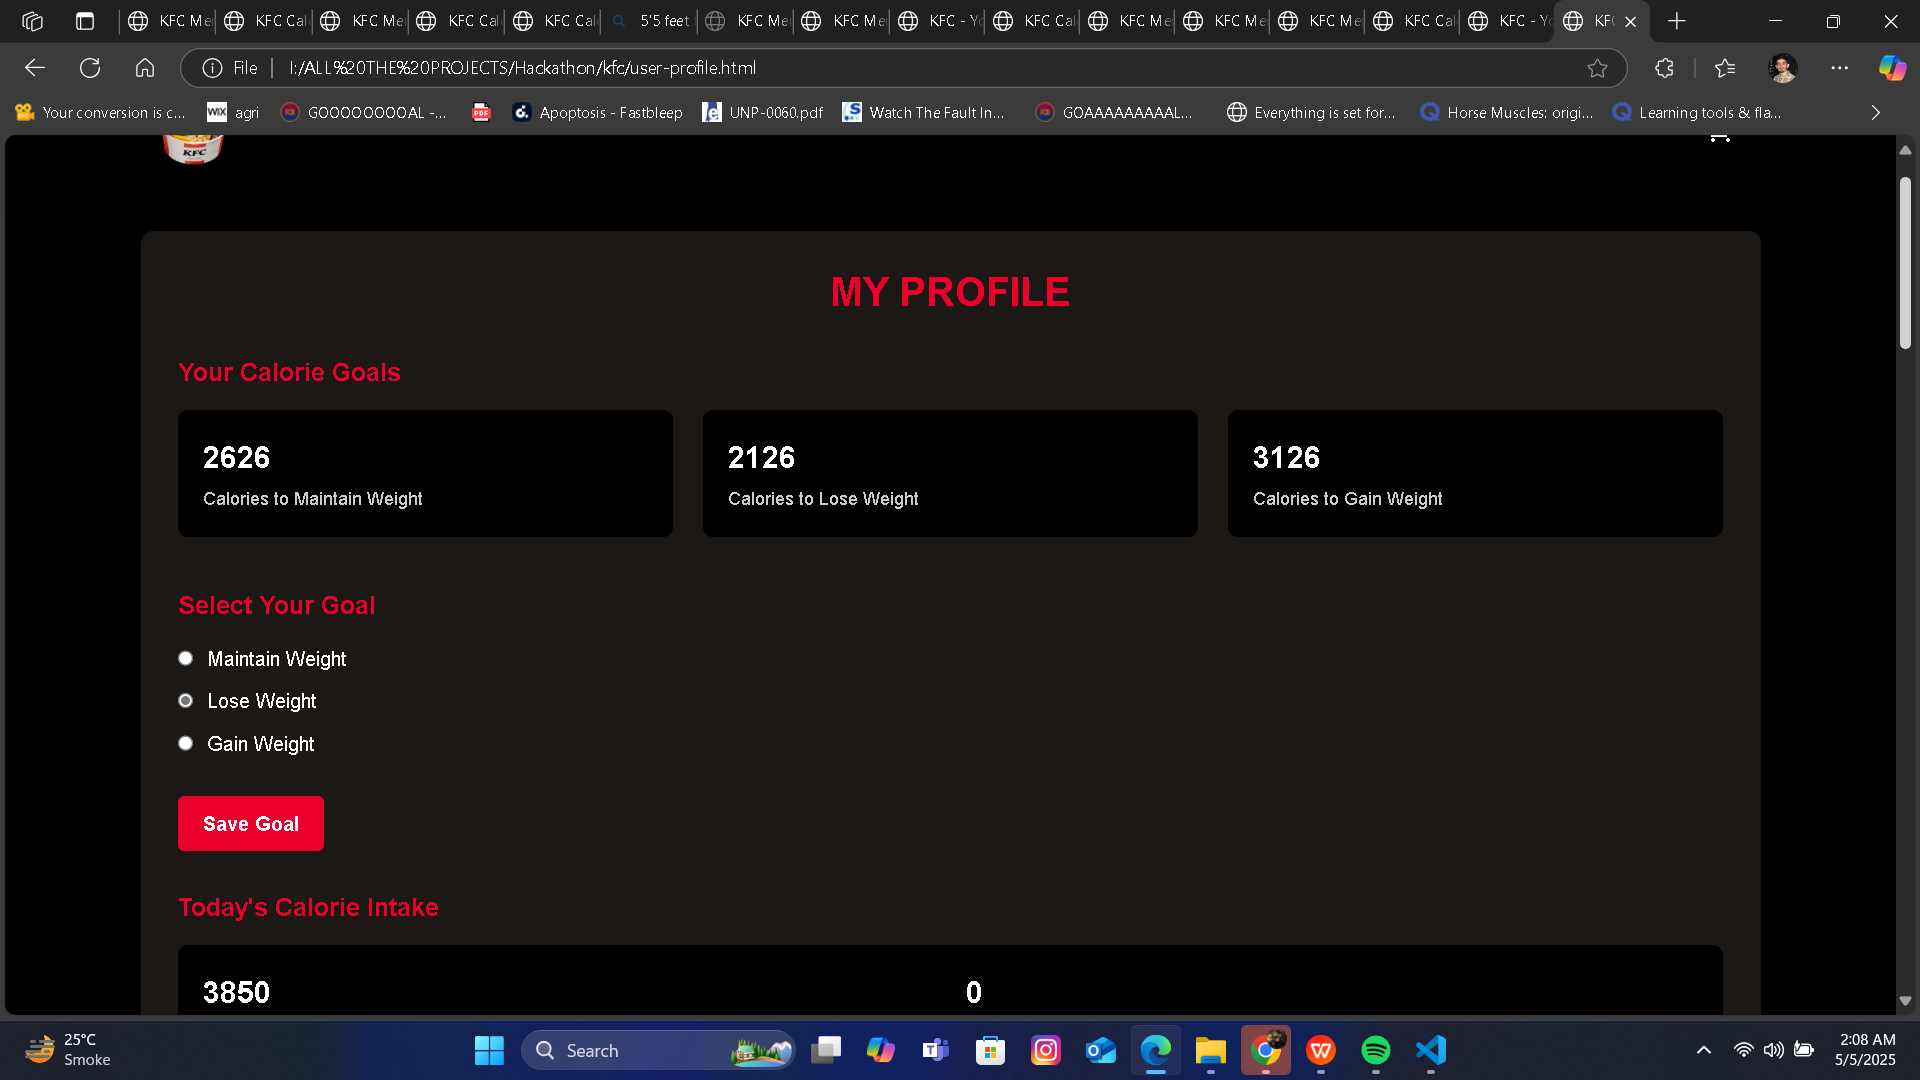 KFC Me
KFC Cal
KFC Me
KFC Cal
KFC Cal
5'5 feet
KFC Me
KFC Me
KFC - Yo
KFC Cal
KFC Me
KFC Me
KFC Me
KFC Cal
KFC - Yo
KF
File
I:/ALL%20THE%20PROJECTS/Hackathon/kfc/user-profile.html
Your conversion is c...
WIX agri
GOOOOOOOOAL -...
PDF
Apoptosis - Fastbleep
UNP-0060.pdf
Watch The Fault In...
GOAAAAAAAAAL...
Everything is set for...
Horse Muscles: origi...
Learning tools & fla...
KFC
MY PROFILE
Your Calorie Goals
2626
Calories to Maintain Weight
2126
Calories to Lose Weight
3126
Calories to Gain Weight
Select Your Goal
Maintain Weight
Lose Weight
Gain Weight
Save Goal
Today's Calorie Intake
3850
0
25°C
Smoke
Search
2:08 AM
5/5/2025